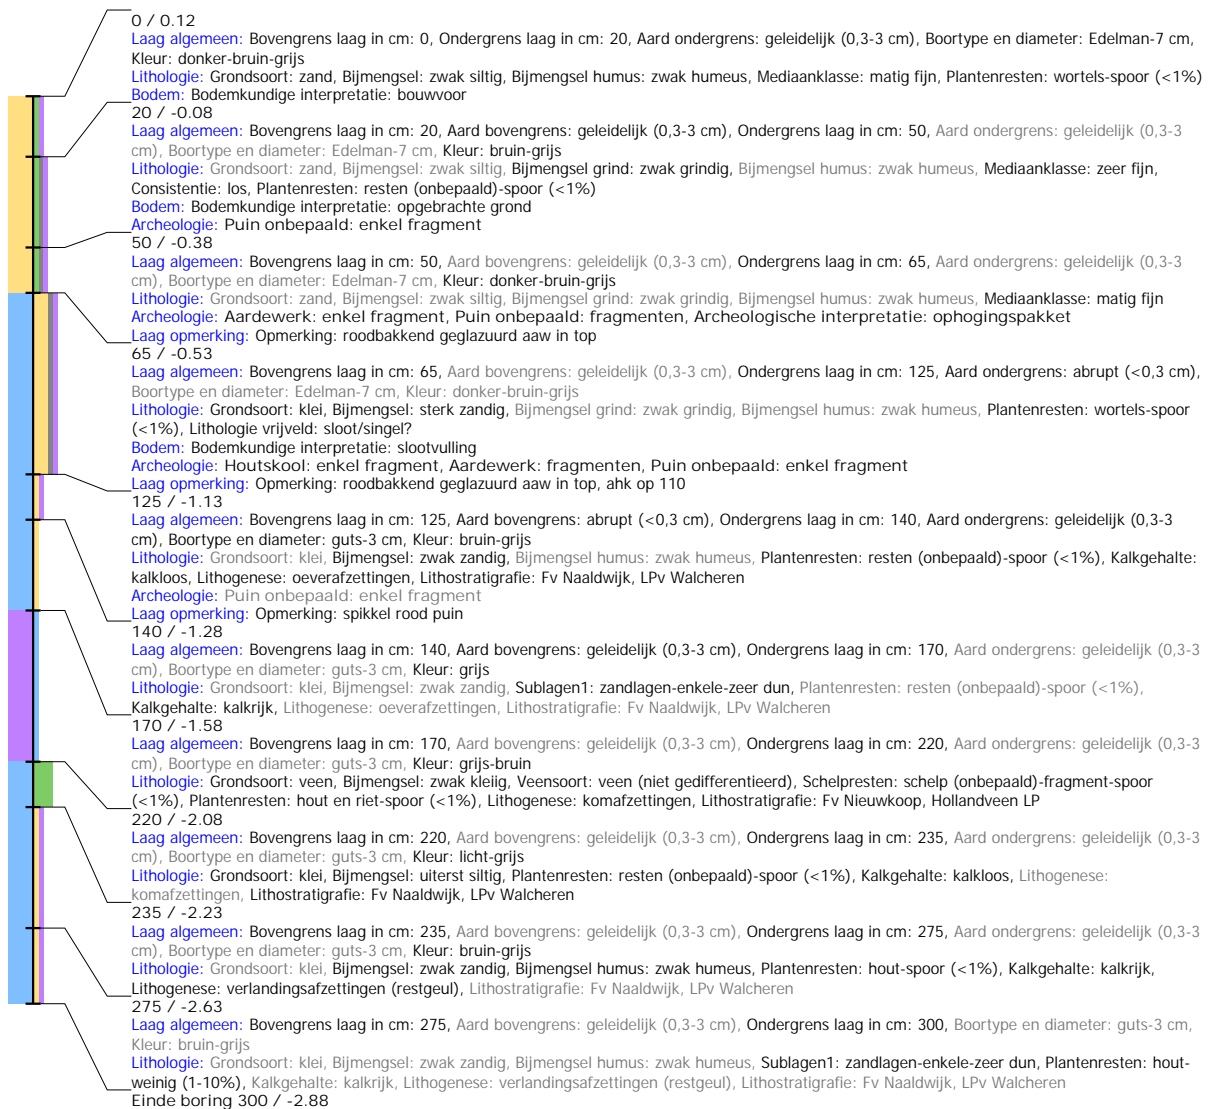 0 / 0.12
Laag algemeen: Bovengrens laag in cm: 0, Ondergrens laag in cm: 20, Aard ondergrens: geleidelijk (0,3-3 cm), Boortype en diameter: Edelman-7 cm,
Kleur: donker-bruin-grijs
Lithologie: Grondsoort: zand, Bijmengsel: zwak siltig, Bijmengsel humus: zwak humeus, Mediaanklasse: matig fijn, Plantenresten: wortels-spoor (<1%)
Bodem: Bodemkundige interpretatie: bouwvoor
20 / -0.08
Laag algemeen: Bovengrens laag in cm: 20, Aard bovengrens: geleidelijk (0,3-3 cm), Ondergrens laag in cm: 50, Aard ondergrens: geleidelijk (0,3-3
cm), Boortype en diameter: Edelman-7 cm, Kleur: bruin-grijs
Lithologie: Grondsoort: zand, Bijmengsel: zwak siltig, Bijmengsel grind: zwak grindig, Bijmengsel humus: zwak humeus, Mediaanklasse: zeer fijn,
Consistentie: los, Plantenresten: resten (onbepaald)-spoor (<1%)
Bodem: Bodemkundige interpretatie: opgebrachte grond
Archeologie: Puin onbepaald: enkel fragment
50 / -0.38
Laag algemeen: Bovengrens laag in cm: 50, Aard bovengrens: geleidelijk (0,3-3 cm), Ondergrens laag in cm: 65, Aard ondergrens: geleidelijk (0,3-3
cm), Boortype en diameter: Edelman-7 cm, Kleur: donker-bruin-grijs
Lithologie: Grondsoort: zand, Bijmengsel: zwak siltig, Bijmengsel grind: zwak grindig, Bijmengsel humus: zwak humeus, Mediaanklasse: matig fijn
Archeologie: Aardewerk: enkel fragment, Puin onbepaald: fragmenten, Archeologische interpretatie: ophogingspakket
Laag opmerking: Opmerking: roodbakkend geglazuurd aaw in top
65 / -0.53
Laag algemeen: Bovengrens laag in cm: 65, Aard bovengrens: geleidelijk (0,3-3 cm), Ondergrens laag in cm: 125, Aard ondergrens: abrupt (<0,3 cm),
Boortype en diameter: Edelman-7 cm, Kleur: donker-bruin-grijs
Lithologie: Grondsoort: klei, Bijmengsel: sterk zandig, Bijmengsel grind: zwak grindig, Bijmengsel humus: zwak humeus, Plantenresten: wortels-spoor
(<1%), Lithologie vrijveld: sloot/singel?
Bodem: Bodemkundige interpretatie: slootvulling
Archeologie: Houtskool: enkel fragment, Aardewerk: fragmenten, Puin onbepaald: enkel fragment
Laag opmerking: Opmerking: roodbakkend geglazuurd aaw in top, ahk op 110
125 / -1.13
Laag algemeen: Bovengrens laag in cm: 125, Aard bovengrens: abrupt (<0,3 cm), Ondergrens laag in cm: 140, Aard ondergrens: geleidelijk (0,3-3
cm), Boortype en diameter: guts-3 cm, Kleur: bruin-grijs
Lithologie: Grondsoort: klei, Bijmengsel: zwak zandig, Bijmengsel humus: zwak humeus, Plantenresten: resten (onbepaald)-spoor (<1%), Kalkgehalte:
kalkloos, Lithogenese: oeverafzettingen, Lithostratigrafie: Fv Naaldwijk, LPv Walcheren
Archeologie: Puin onbepaald: enkel fragment
Laag opmerking: Opmerking: spikkel rood puin
140 / -1.28
Laag algemeen: Bovengrens laag in cm: 140, Aard bovengrens: geleidelijk (0,3-3 cm), Ondergrens laag in cm: 170, Aard ondergrens: geleidelijk (0,3-3
cm), Boortype en diameter: guts-3 cm, Kleur: grijs
Lithologie: Grondsoort: klei, Bijmengsel: zwak zandig, Sublagen1: zandlagen-enkele-zeer dun, Plantenresten: resten (onbepaald)-spoor (<1%),
Kalkgehalte: kalkrijk, Lithogenese: oeverafzettingen, Lithostratigrafie: Fv Naaldwijk, LPv Walcheren
170 / -1.58
Laag algemeen: Bovengrens laag in cm: 170, Aard bovengrens: geleidelijk (0,3-3 cm), Ondergrens laag in cm: 220, Aard ondergrens: geleidelijk (0,3-3
cm), Boortype en diameter: guts-3 cm, Kleur: grijs-bruin
Lithologie: Grondsoort: veen, Bijmengsel: zwak kleiig, Veensoort: veen (niet gedifferentieerd), Schelpresten: schelp (onbepaald)-fragment-spoor
(<1%), Plantenresten: hout en riet-spoor (<1%), Lithogenese: komafzettingen, Lithostratigrafie: Fv Nieuwkoop, Hollandveen LP
220 / -2.08
Laag algemeen: Bovengrens laag in cm: 220, Aard bovengrens: geleidelijk (0,3-3 cm), Ondergrens laag in cm: 235, Aard ondergrens: geleidelijk (0,3-3
cm), Boortype en diameter: guts-3 cm, Kleur: licht-grijs
Lithologie: Grondsoort: klei, Bijmengsel: uiterst siltig, Plantenresten: resten (onbepaald)-spoor (<1%), Kalkgehalte: kalkloos, Lithogenese:
komafzettingen, Lithostratigrafie: Fv Naaldwijk, LPv Walcheren
235 / -2.23
Laag algemeen: Bovengrens laag in cm: 235, Aard bovengrens: geleidelijk (0,3-3 cm), Ondergrens laag in cm: 275, Aard ondergrens: geleidelijk (0,3-3
cm), Boortype en diameter: guts-3 cm, Kleur: bruin-grijs
Lithologie: Grondsoort: klei, Bijmengsel: zwak zandig, Bijmengsel humus: zwak humeus, Plantenresten: hout-spoor (<1%), Kalkgehalte: kalkrijk,
Lithogenese: verlandingsafzettingen (restgeul), Lithostratigrafie: Fv Naaldwijk, LPv Walcheren
275 / -2.63
Laag algemeen: Bovengrens laag in cm: 275, Aard bovengrens: geleidelijk (0,3-3 cm), Ondergrens laag in cm: 300, Boortype en diameter: guts-3 cm,
Kleur: bruin-grijs
Lithologie: Grondsoort: klei, Bijmengsel: zwak zandig, Bijmengsel humus: zwak humeus, Sublagen1: zandlagen-enkele-zeer dun, Plantenresten: hout-
weinig (1-10%), Kalkgehalte: kalkrijk, Lithogenese: verlandingsafzettingen (restgeul), Lithostratigrafie: Fv Naaldwijk, LPv Walcheren
Einde boring 300 / -2.88